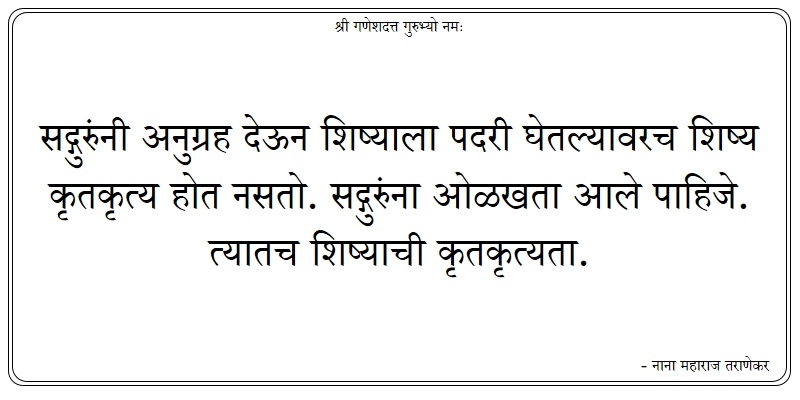 श्री गणेशदत्त गुरुभ्यो नमः
सद्गुरुंनी अनुग्रह देऊन शिष्याला पदरी घेतल्यावरच शिष्य
कृतकृत्य होत नसतो. सद्गुरुंना ओळखता आले पाहिजे.
त्यातच शिष्याची कृतकृत्यता.
- नाना महाराज तराणेकर